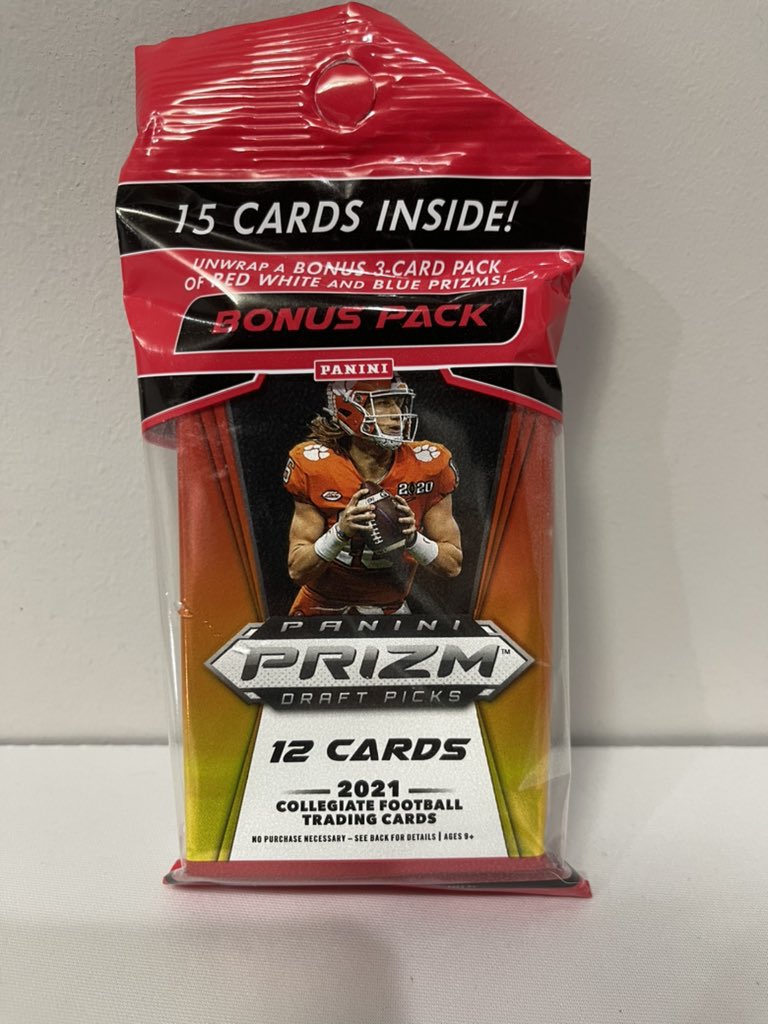 15 CARDS INSIDE!
UNWRAP A BONUS 3-CARD PACK
OF RED WHITE AND BLUE PRIZMS!
BONUS PACK
PANINI
2020
PANINI
PRIZM™
DRAFT PICKS
12 CARDS
2021
COLLEGIATE FOOTBALL
TRADING CARDS
NO PURCHASE NECESSARY – SEE BACK FOR DETAILS | AGES 9+